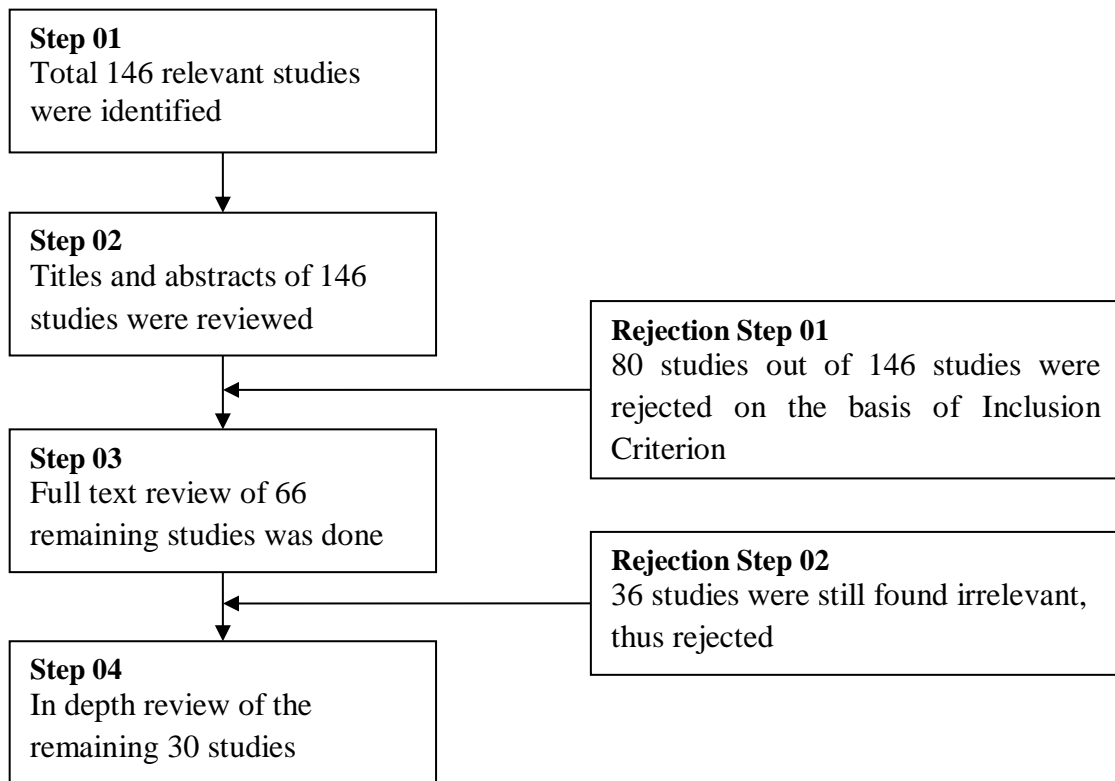 Step 01
Total 146 relevant studies
were identified
Step 02
Titles and abstracts of 146
studies were reviewed
Rejection Step 01
80 studies out of 146 studies were
rejected on the basis of Inclusion
Criterion
Step 03
Full text review of 66
remaining studies was done
Rejection Step 02
36 studies were still found irrelevant,
thus rejected
Step 04
In depth review of the
remaining 30 studies